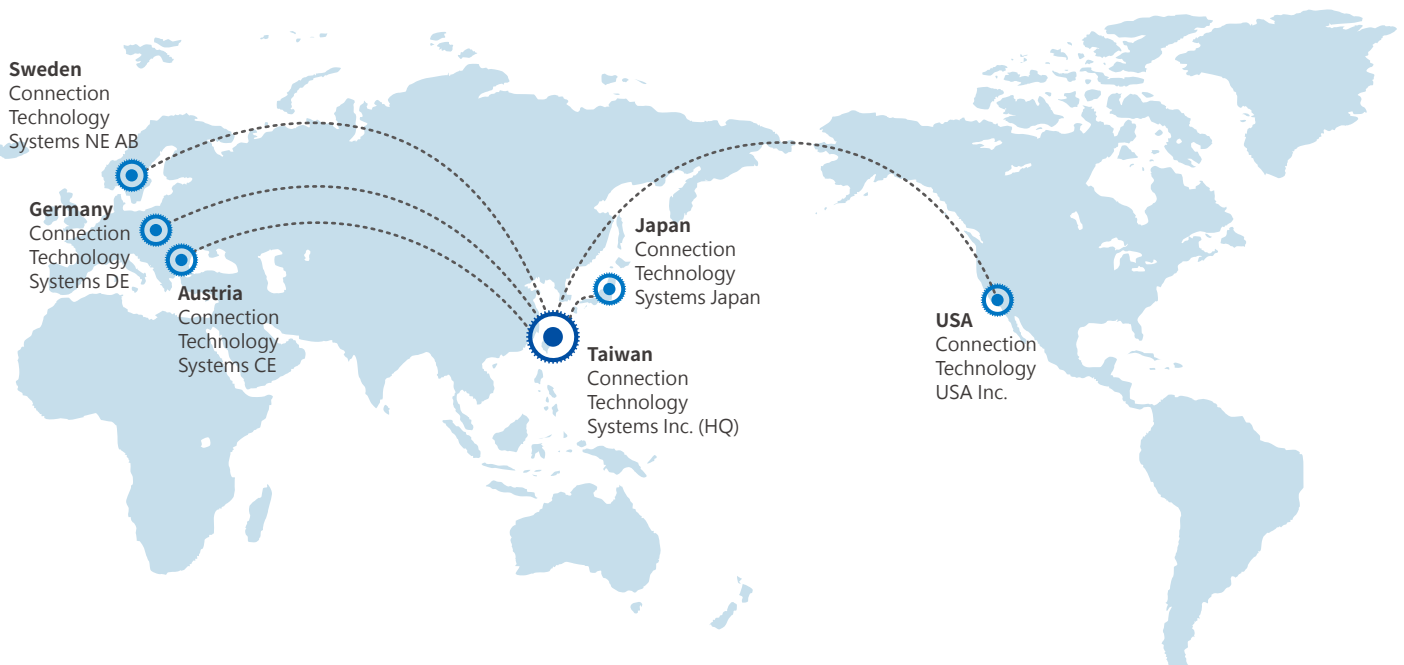 Sweden
Connection
Technology
Systems NE AB
Germany
Connection
Technology
Systems DE
Austria
Connection
Technology
Systems CE
Japan
Connection
Technology
Systems Japan
Taiwan
Connection
Technology
Systems Inc. (HQ)
USA
Connection
Technology
USA Inc.